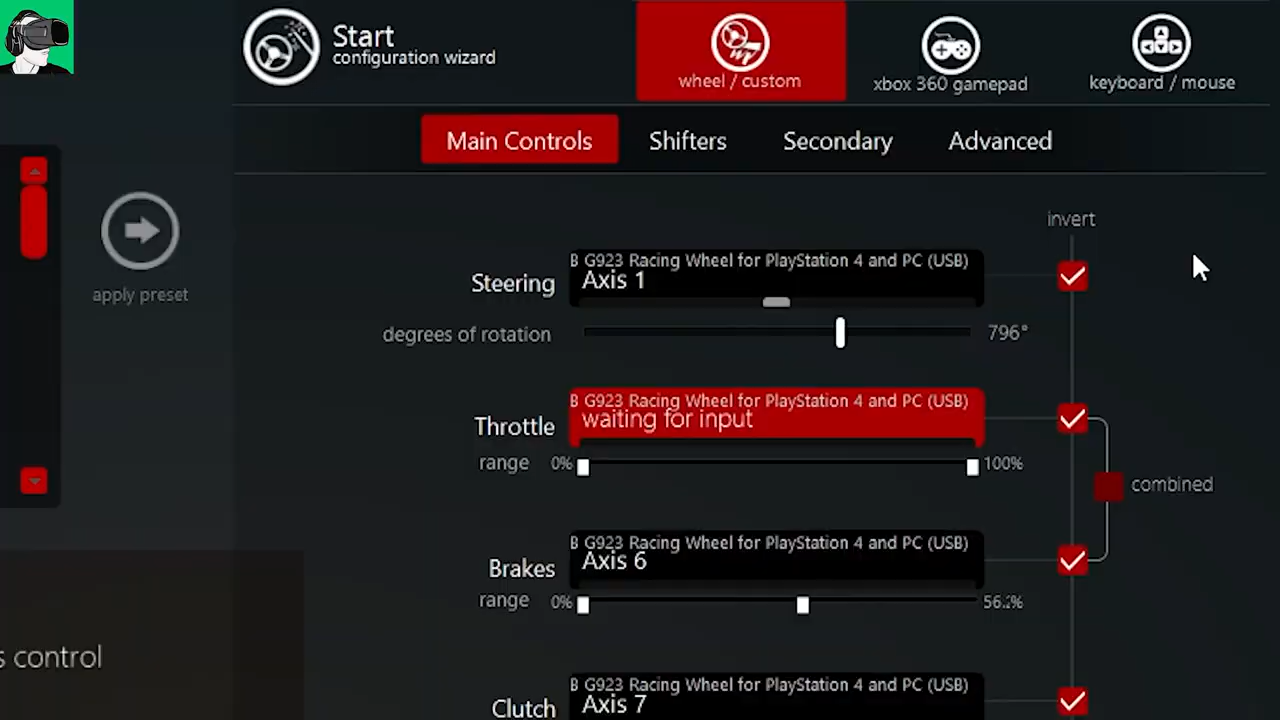 Start
configuration wizard
wheel / custom
xbox 360 gamepad
keyboard / mouse
Main Controls
Shifters
Secondary
Advanced
apply preset
invert
Steering
B G923 Racing Wheel for PlayStation 4 and PC (USB)
Axis 1
degrees of rotation
796°
Throttle
B G923 Racing Wheel for PlayStation 4 and PC (USB)
waiting for input
range
0%
100%
combined
Brakes
B G923 Racing Wheel for PlayStation 4 and PC (USB)
Axis 6
range
0%
56.2%
s control
Clutch
B G923 Racing Wheel for PlayStation 4 and PC (USB)
Axis 7